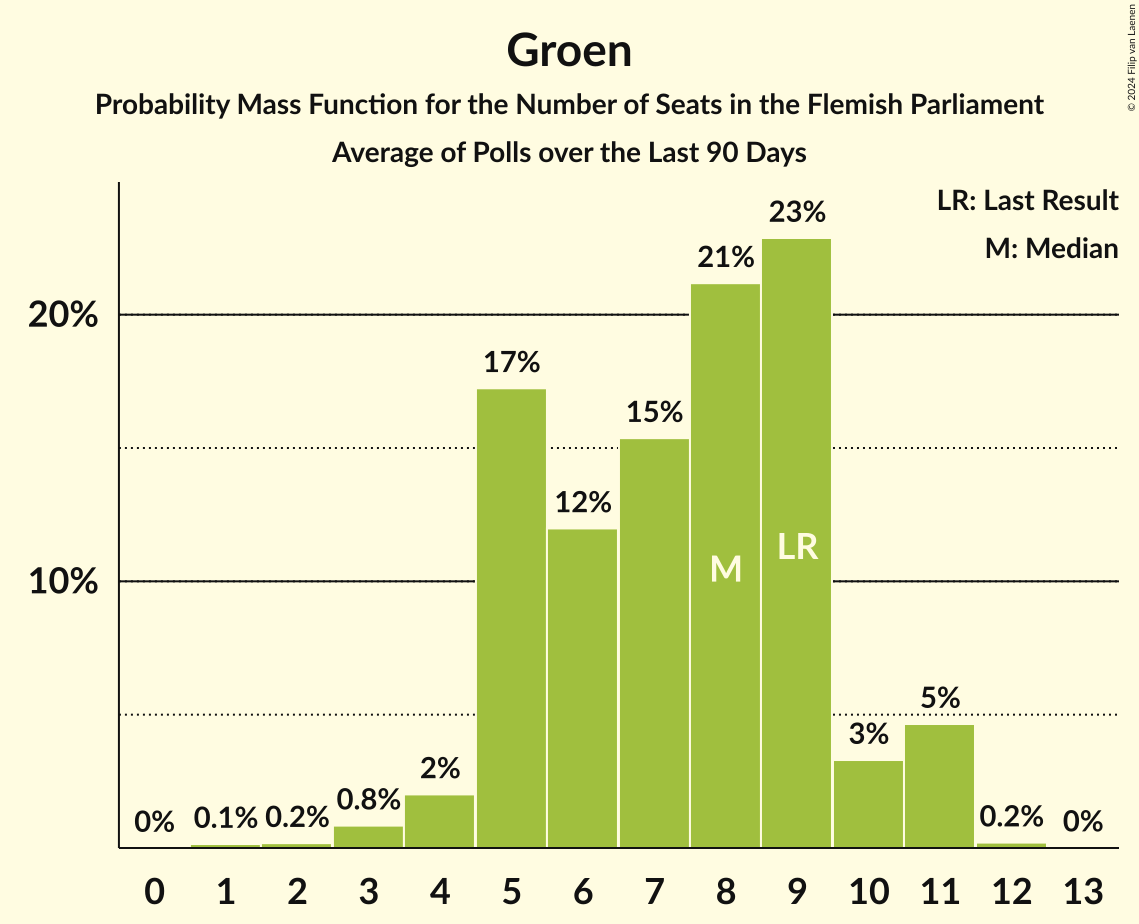 Groen
Probability Mass Function for the Number of Seats in the Flemish Parliament
Average of Polls over the Last 90 Days
© 2024 Filip van Laenen
LR: Last Result
M: Median
20%
10%
0%
0.1%
0.2%
0.8%
2%
17%
12%
15%
21%
23%
3%
5%
0.2%
0%
M
LR
0 1 2 3 4 5 6 7 8 9 10 11 12 13